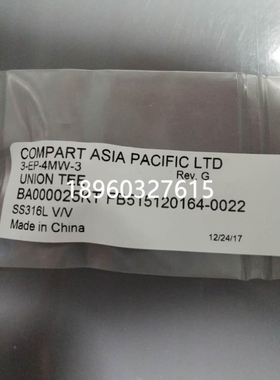 COMPART ASIA PACIFIC LTD
3-EP-4MW-3 Rev. G
UNION TEE
18960327615
BA000025RT FB515120164-0022
SS316L V/V
Made in China 12/24/17